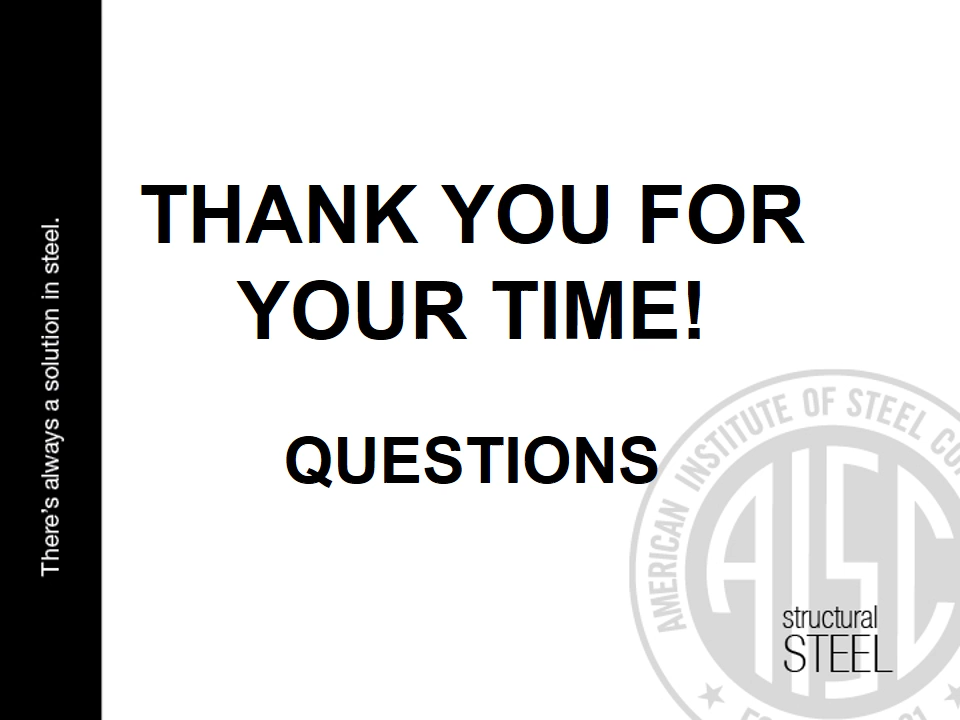 There's always a solution in steel.
THANK YOU FOR
YOUR TIME!
QUESTIONS
AMERICAN INSTITUTE OF STEEL
AISC
structural
STEEL